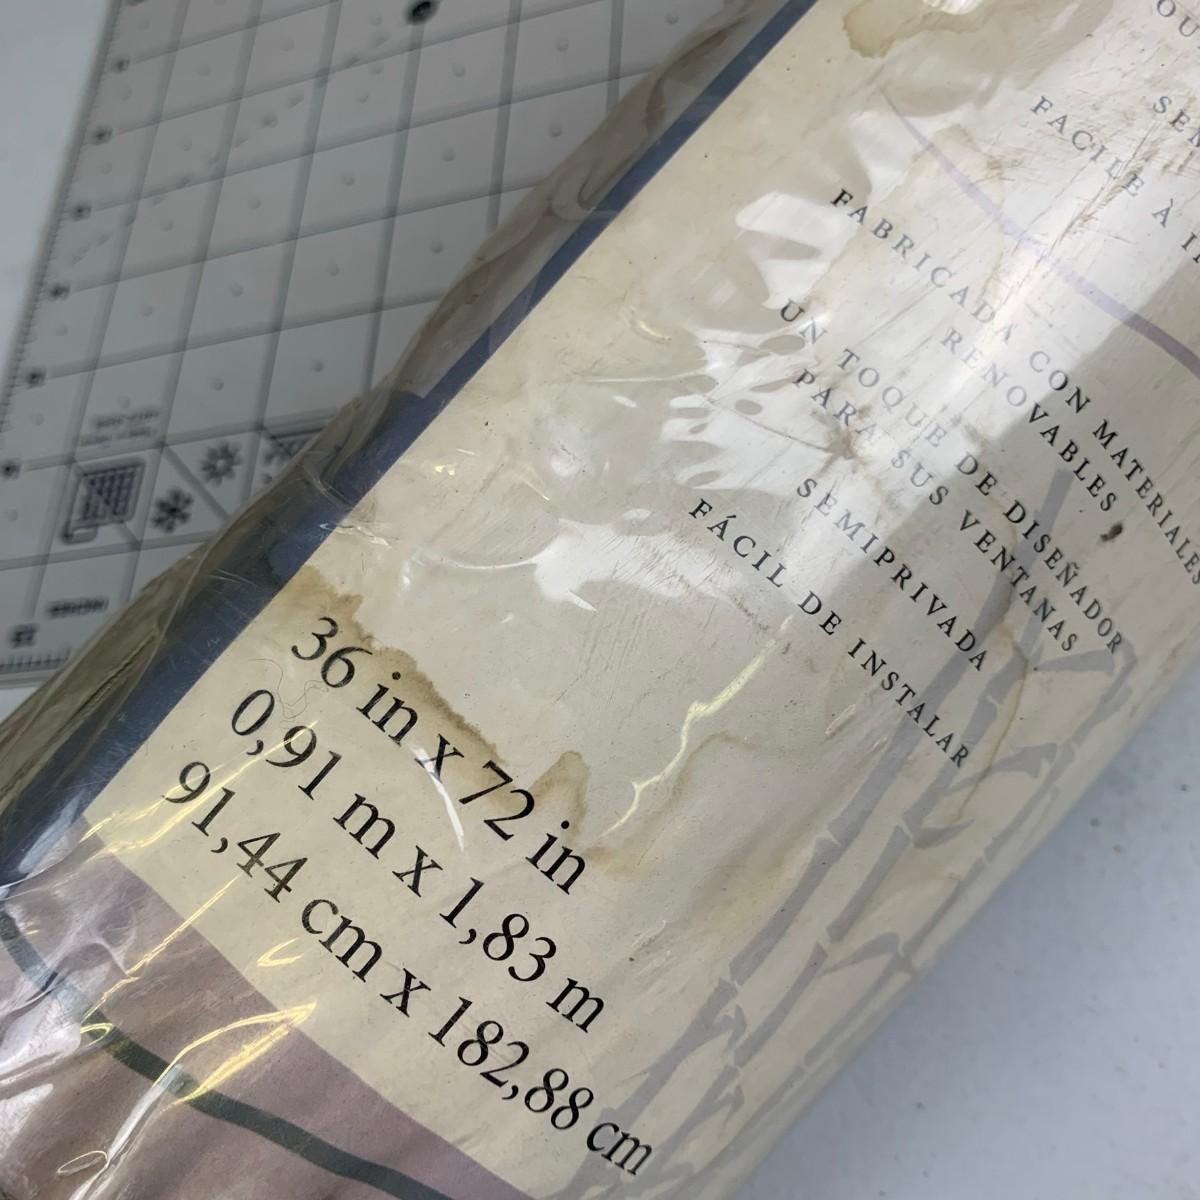 FACILE À
FABRICADA CON MATERIALES
RENOVABLES
UN TOQUE DE DISEÑADOR
PARA SUS VENTANAS
SEMIPRIVADA
FÁCIL DE INSTALAR
36 in x 72 in
0,91 m x 1,83 m
91,44 cm x 182,88 cm